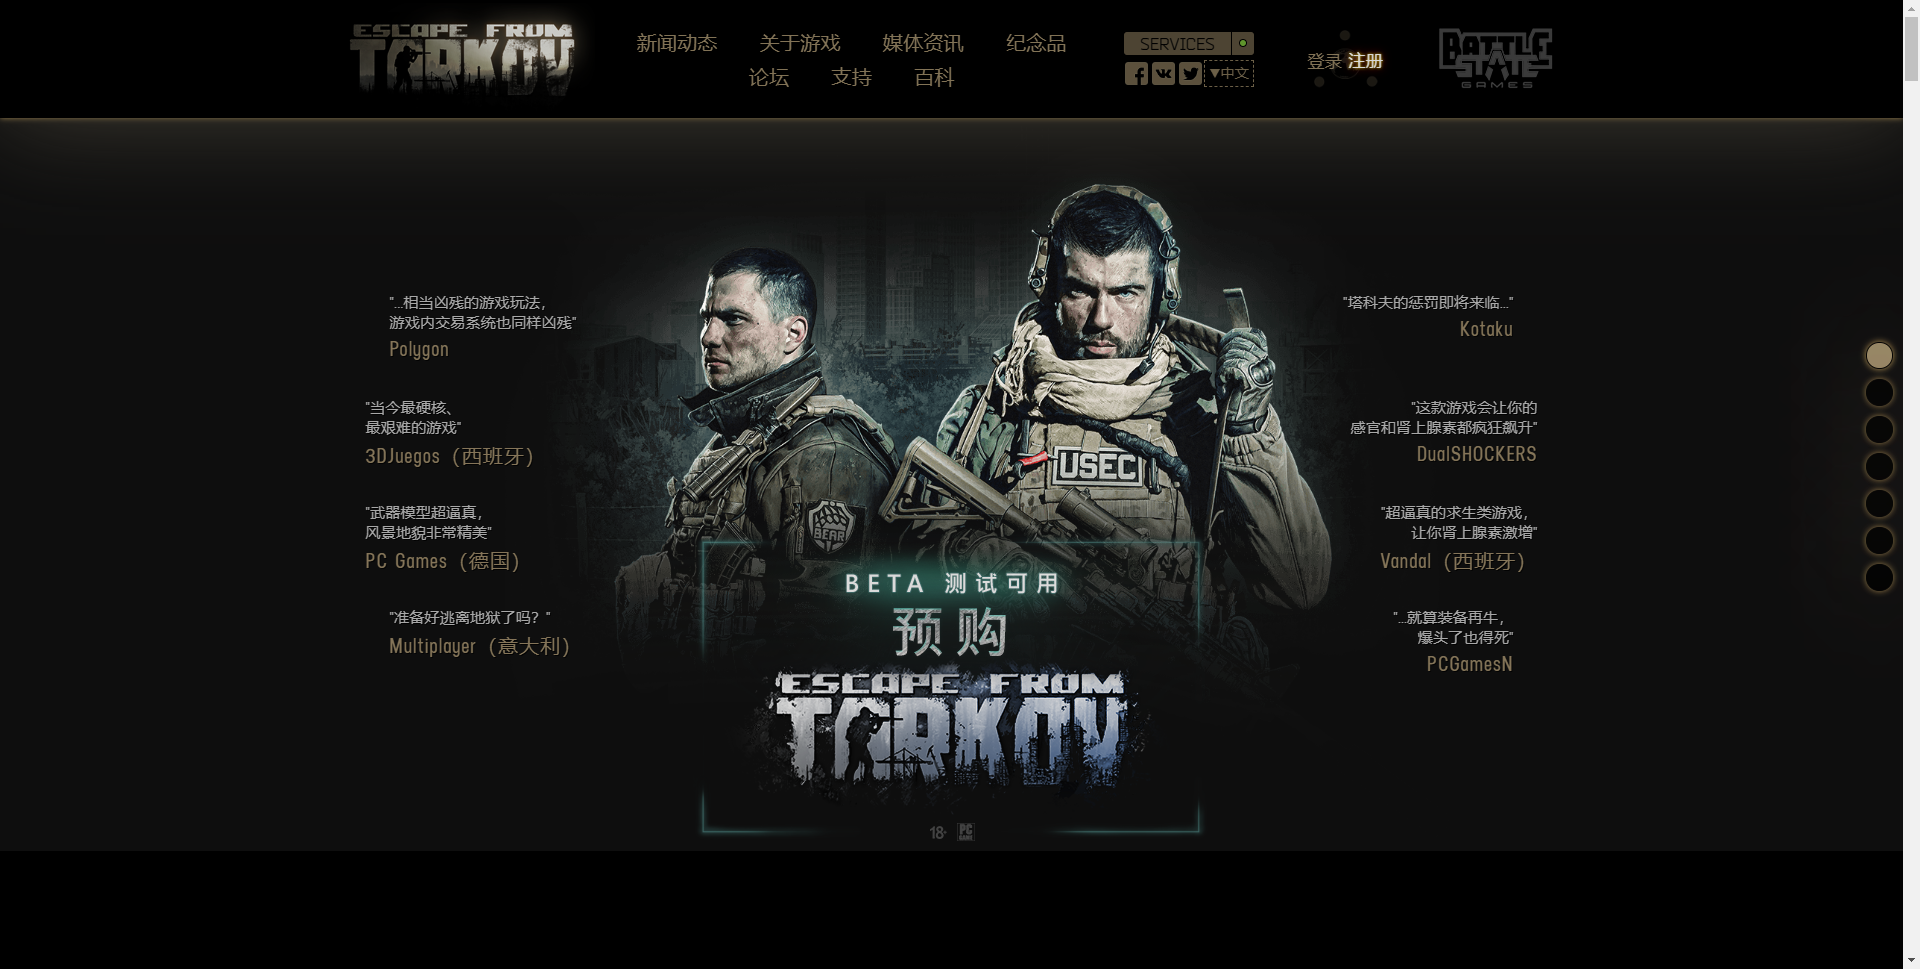 ESCAPE FROM
TARKOV
新闻动态
关于游戏
媒体资讯
纪念品
论坛
支持
百科
SERVICES
▼中文
登录 注册
BATTLE
STATE
GAMES
"...相当凶残的游戏玩法，
游戏内交易系统也同样凶残"
Polygon
"当今最硬核、
最艰难的游戏"
3DJuegos（西班牙）
"武器模型超逼真，
风景地貌非常精美"
PC Games（德国）
"准备好逃离地狱了吗？"
Multiplayer（意大利）
"塔科夫的惩罚即将来临..."
Kotaku
"这款游戏会让你的
感官和肾上腺素都疯狂飙升"
DualSHOCKERS
"超逼真的求生类游戏，
让你肾上腺素激增"
Vandal（西班牙）
"...就算装备再牛，
爆头了也得死"
PCGamesN
USEC
BEAR
BETA 测试可用
预购
ESCAPE FROM
TARKOV
18+
PC
GAME